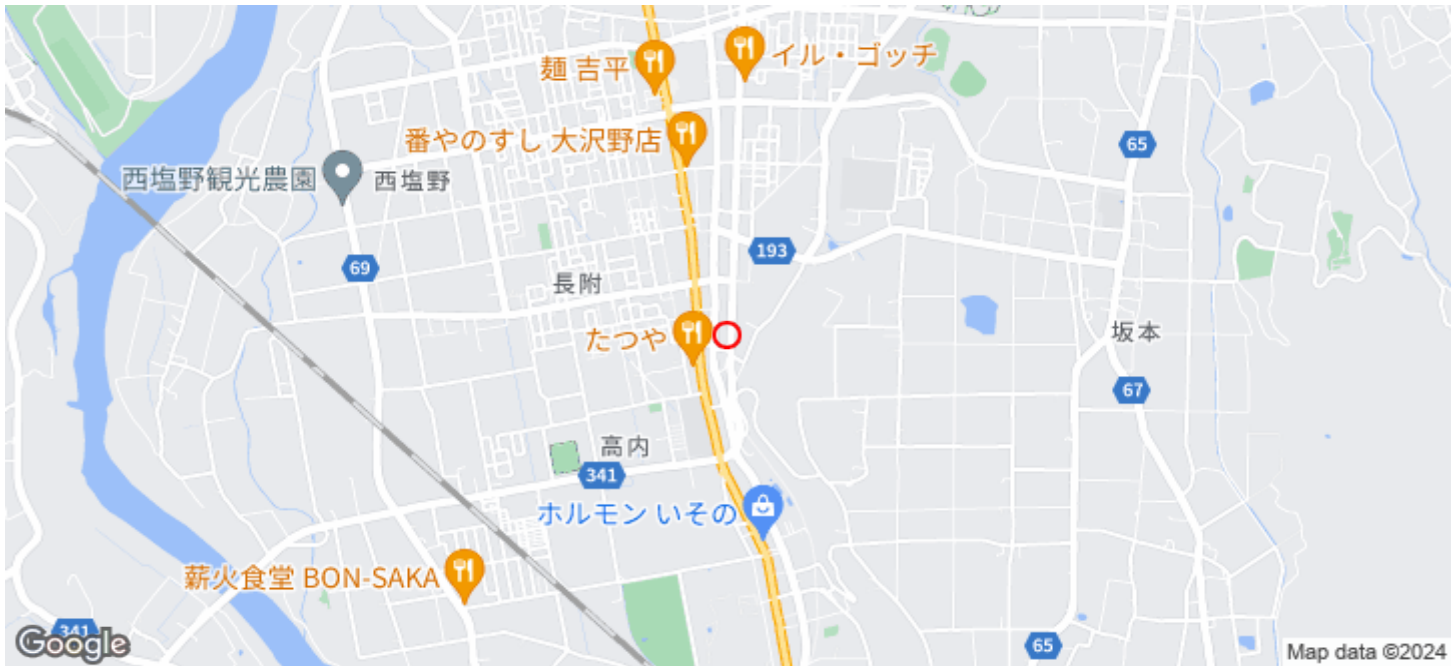 イル・ゴッチ
麺 吉平
番やのすし 大沢野店
65
西塩野観光農園
西塩野
193
69
長附
たつや
坂本
67
高内
341
ホルモン いその
薪火食堂 BON-SAKA
341
Google
65
Map data ©2024